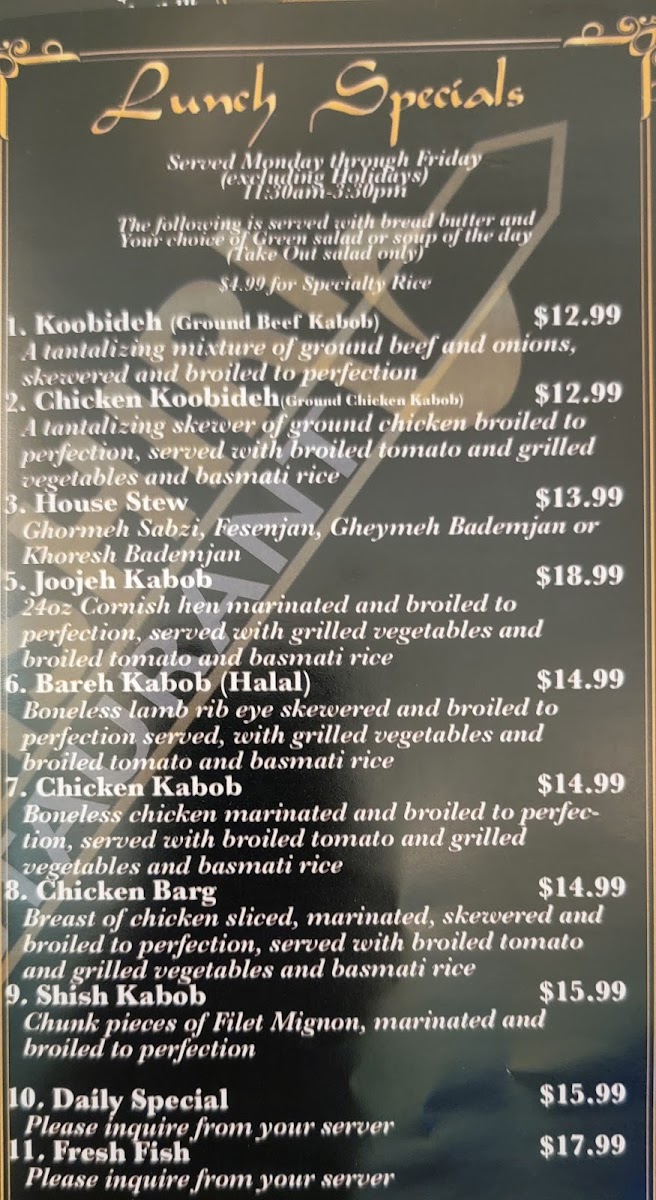 Lunch Specials
Served Monday through Friday
(excluding Holidays)
11:30am-3:30pm
The following is served with bread butter and
Your choice of Green salad or soup of the day
(Take Out salad only)
$4.99 for Specialty Rice
1. Koobideh (Ground Beef Kabob) $12.99
A tantalizing mixture of ground beef and onions,
skewered and broiled to perfection
2. Chicken Koobideh(Ground Chicken Kabob) $12.99
A tantalizing skewer of ground chicken broiled to
perfection, served with broiled tomato and grilled
vegetables and basmati rice
3. House Stew $13.99
Ghormeh Sabzi, Fesenjan, Gheymeh Bademjan or
Khoresh Bademjan
5. Joojeh Kabob $18.99
24oz Cornish hen marinated and broiled to
perfection, served with grilled vegetables and
broiled tomato and basmati rice
6. Bareh Kabob (Halal) $14.99
Boneless lamb rib eye skewered and broiled to
perfection served, with grilled vegetables and
broiled tomato and basmati rice
7. Chicken Kabob $14.99
Boneless chicken marinated and broiled to perfec-
tion, served with broiled tomato and grilled
vegetables and basmati rice
8. Chicken Barg $14.99
Breast of chicken sliced, marinated, skewered and
broiled to perfection, served with broiled tomato
and grilled vegetables and basmati rice
9. Shish Kabob $15.99
Chunk pieces of Filet Mignon, marinated and
broiled to perfection
10. Daily Special $15.99
Please inquire from your server
11. Fresh Fish $17.99
Please inquire from your server